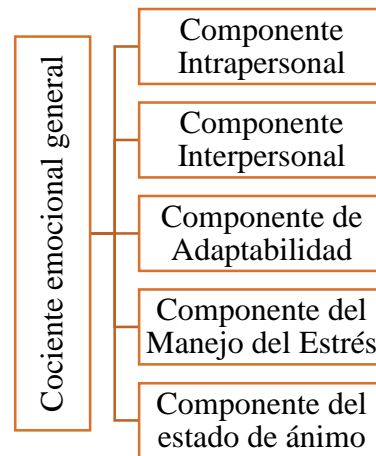 Cociente emocional general
Componente
Intrapersonal
Componente
Interpersonal
Componente de
Adaptabilidad
Componente del
Manejo del Estrés
Componente del
estado de ánimo